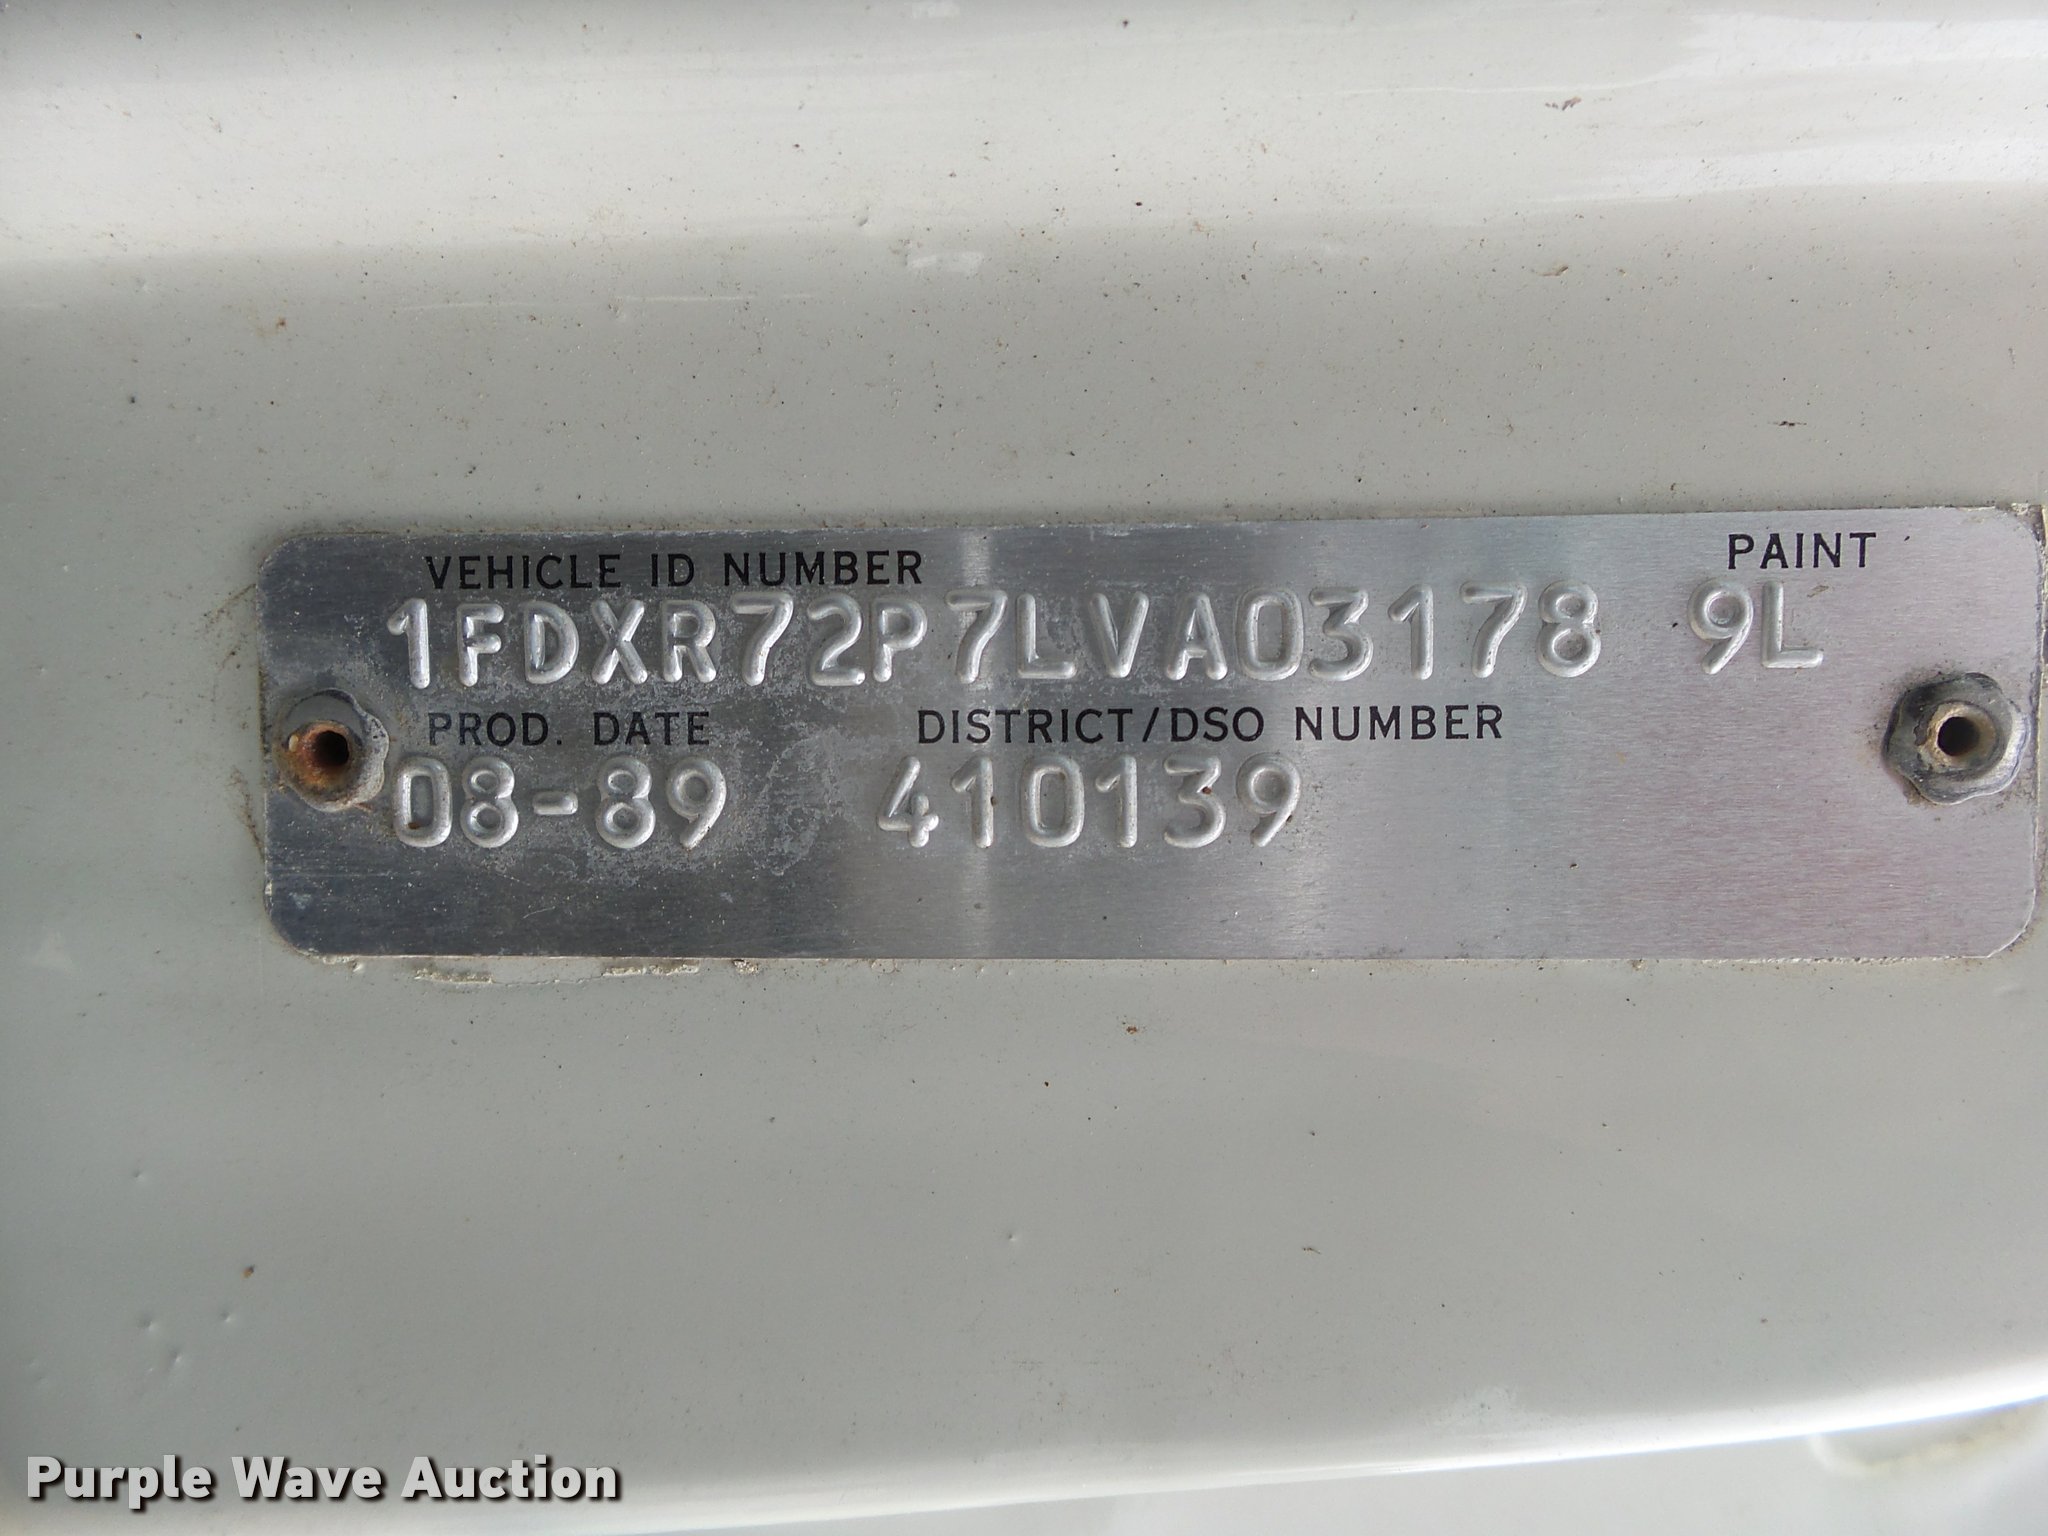 VEHICLE ID NUMBER PAINT
1FDXR72P7LVA03178 9L
PROD. DATE DISTRICT/DSO NUMBER
08-89 410139
Purple Wave Auction